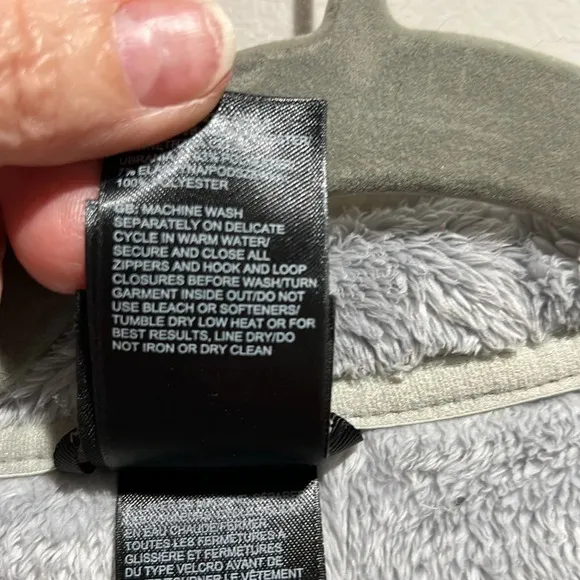 7%
100% POLYESTER
GB: MACHINE WASH
SEPARATELY ON DELICATE
CYCLE IN WARM WATER/
SECURE AND CLOSE ALL
ZIPPERS AND HOOK AND LOOP
CLOSURES BEFORE WASH/TURN
GARMENT INSIDE OUT/DO NOT
USE BLEACH OR SOFTENERS/
TUMBLE DRY LOW HEAT OR FOR
BEST RESULTS, LINE DRY/DO
NOT IRON OR DRY CLEAN
EN EAU CHAUDE/FERMER
TOUTES LES FERMETURES À
GLISSIÈRE ET FERMETURES
DU TYPE VELCRO AVANT DE